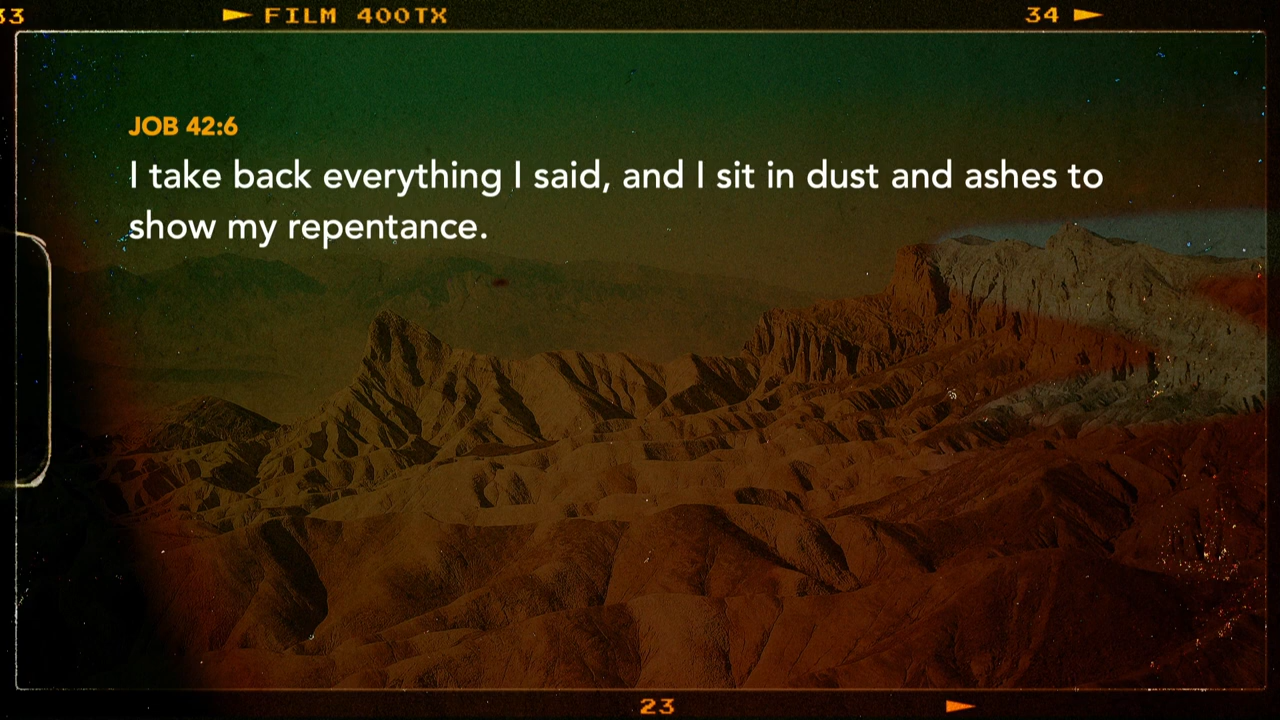 33 ► FILM 400TX 34 ►
JOB 42:6
I take back everything I said, and I sit in dust and ashes to
show my repentance.
23 ►